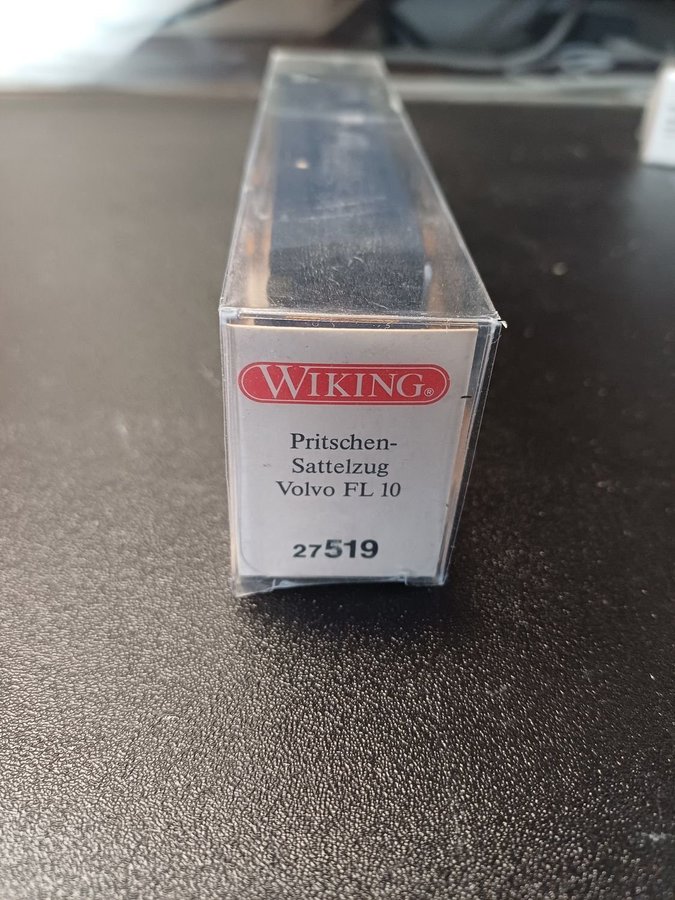 WIKING®
Pritschen-
Sattelzug
Volvo FL 10
27519